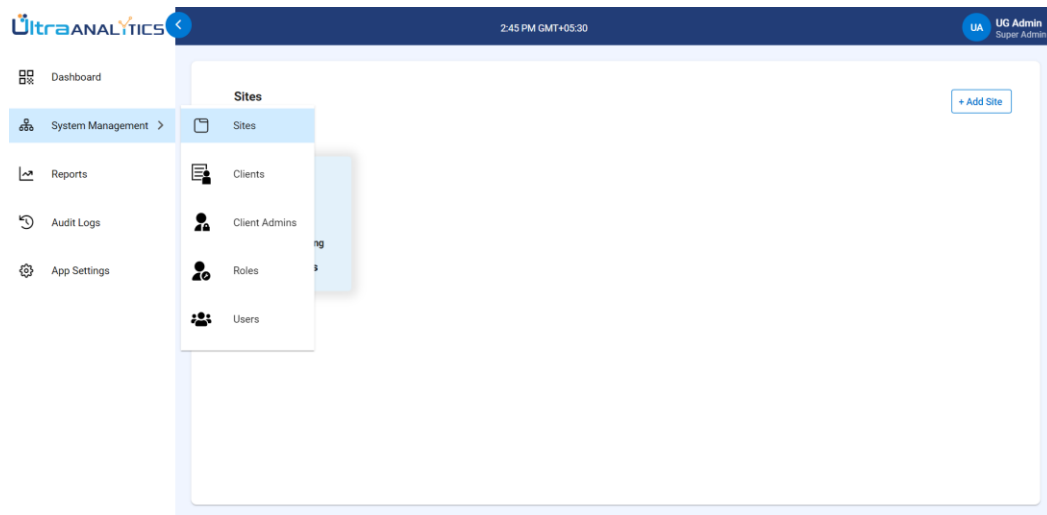 UltraANALYTICS
2:45 PM GMT+05:30
UA
UG Admin
Super Admin
Dashboard
System Management
Reports
Audit Logs
App Settings
Sites
Clients
Client Admins
Roles
Users
Sites
+ Add Site
ng
s